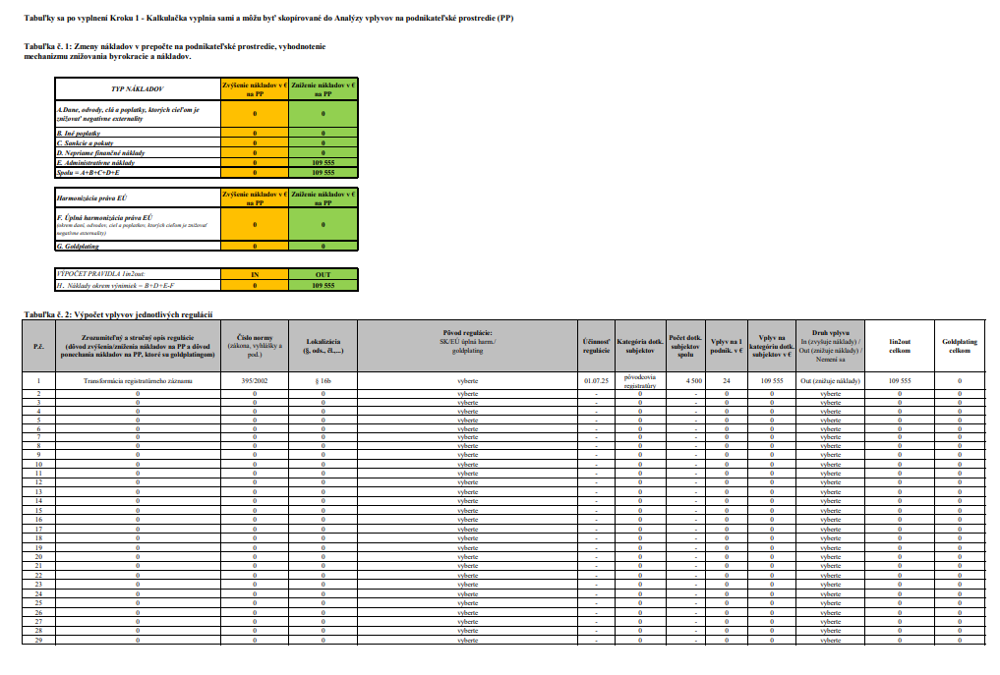 Tabuľky sa po vyplnení Kroku 1 - Kalkulačka vyplnia sami a môžu byť skopírované do Analýzy vplyvov na podnikateľské prostredie (PP)
Tabuľka č. 1: Zmeny nákladov v prepočte na podnikateľské prostredie, vyhodnotenie
mechanizmu znižovania byrokracie a nákladov.
TYP NÁKLADOV Zvýšenie nákladov v € na PP Zníženie nákladov v € na PP
A.Dane, odvody, clá a poplatky, ktorých cieľom je znižovať negatívne externality 0 0
B. Iné poplatky 0 0
C. Sankcie a pokuty 0 0
D. Nepriame finančné náklady 0 0
E. Administratívne náklady 0 109 555
Spolu = A+B+C+D+E 0 109 555
Harmonizácia práva EÚ Zvýšenie nákladov v € na PP Zníženie nákladov v € na PP
F. Úplná harmonizácia práva EÚ
(okrem daní, odvodov, ciel a poplatkov, ktorých cieľom je znižovať negatívne externality) 0 0
G. Goldplating 0 0
VÝPOČET PRAVIDLA 1in2out: IN OUT
H. Náklady okrem výnimiek = B+D+E-F 0 109 555
Tabuľka č. 2: Výpočet vplyvov jednotlivých regulácií
P.č. Zrozumiteľný a stručný opis regulácie (dôvod zvýšenia/zníženia nákladov na PP a dôvod ponechania nákladov na PP, ktoré su goldplatingom) Číslo normy (zákona, vyhlášky a pod.) Lokalizácia (§, ods., čl.,...) Pôvod regulácie: SK/EÚ úplná harm./ goldplating Účinnosť regulácie Kategória dotk. subjektov Počet dotk. subjektov spolu Vplyv na 1 podnik. v € Vplyv na kategóriu dotk. subjektov v € Druh vplyvu In (zvyšuje náklady) / Out (znižuje náklady) / Nemení sa 1in2out celkom Goldplating celkom
1 Transformácia registratúrneho záznamu 395/2002 § 16b vyberte 01.07.25 pôvodcovia registratúry 4 500 24 109 555 Out (znižuje náklady) 109 555 0
2 0 0 0 vyberte - 0 - 0 0 vyberte 0 0
3 0 0 0 vyberte - 0 - 0 0 vyberte 0 0
4 0 0 0 vyberte - 0 - 0 0 vyberte 0 0
5 0 0 0 vyberte - 0 - 0 0 vyberte 0 0
6 0 0 0 vyberte - 0 - 0 0 vyberte 0 0
7 0 0 0 vyberte - 0 - 0 0 vyberte 0 0
8 0 0 0 vyberte - 0 - 0 0 vyberte 0 0
9 0 0 0 vyberte - 0 - 0 0 vyberte 0 0
10 0 0 0 vyberte - 0 - 0 0 vyberte 0 0
11 0 0 0 vyberte - 0 - 0 0 vyberte 0 0
12 0 0 0 vyberte - 0 - 0 0 vyberte 0 0
13 0 0 0 vyberte - 0 - 0 0 vyberte 0 0
14 0 0 0 vyberte - 0 - 0 0 vyberte 0 0
15 0 0 0 vyberte - 0 - 0 0 vyberte 0 0
16 0 0 0 vyberte - 0 - 0 0 vyberte 0 0
17 0 0 0 vyberte - 0 - 0 0 vyberte 0 0
18 0 0 0 vyberte - 0 - 0 0 vyberte 0 0
19 0 0 0 vyberte - 0 - 0 0 vyberte 0 0
20 0 0 0 vyberte - 0 - 0 0 vyberte 0 0
21 0 0 0 vyberte - 0 - 0 0 vyberte 0 0
22 0 0 0 vyberte - 0 - 0 0 vyberte 0 0
23 0 0 0 vyberte - 0 - 0 0 vyberte 0 0
24 0 0 0 vyberte - 0 - 0 0 vyberte 0 0
25 0 0 0 vyberte - 0 - 0 0 vyberte 0 0
26 0 0 0 vyberte - 0 - 0 0 vyberte 0 0
27 0 0 0 vyberte - 0 - 0 0 vyberte 0 0
28 0 0 0 vyberte - 0 - 0 0 vyberte 0 0
29 0 0 0 vyberte - 0 - 0 0 vyberte 0 0